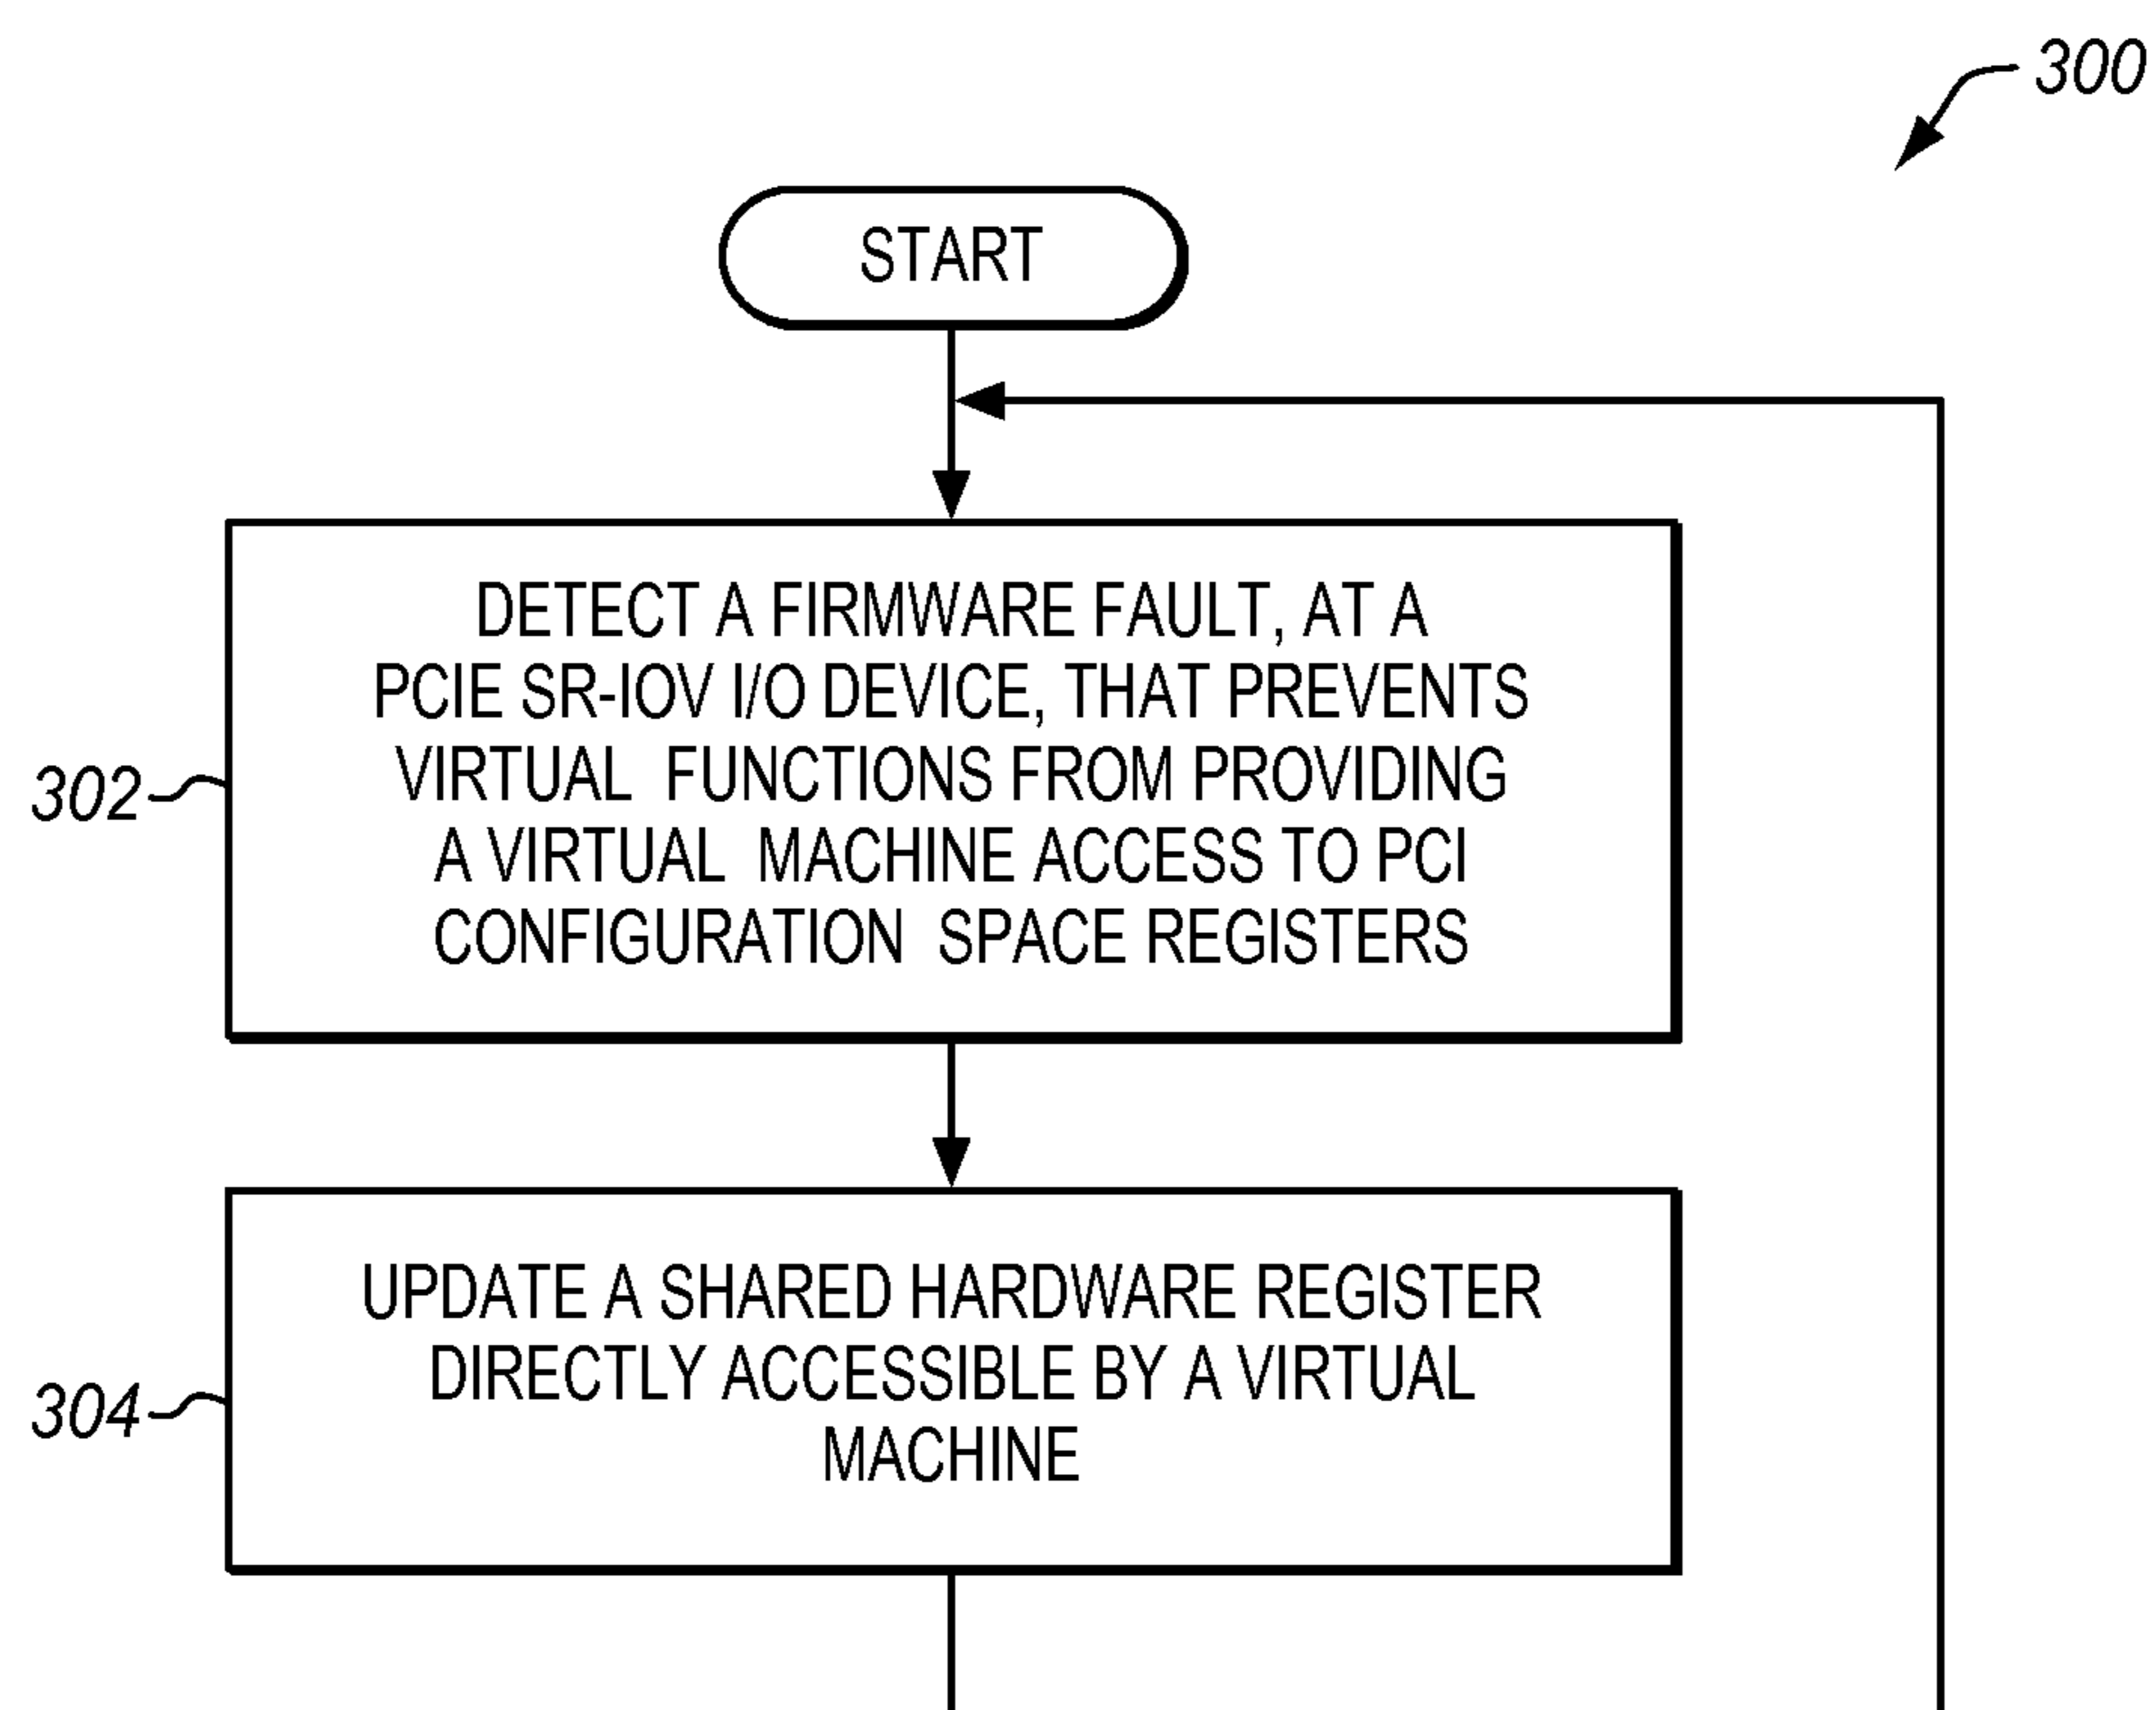 300
START
DETECT A FIRMWARE FAULT, AT A
PCIE SR-IOV I/O DEVICE, THAT PREVENTS
VIRTUAL FUNCTIONS FROM PROVIDING
302
A VIRTUAL MACHINE ACCESS TO PCI
CONFIGURATION SPACE REGISTERS
UPDATE A SHARED HARDWARE REGISTER
DIRECTLY ACCESSIBLE BY A VIRTUAL
304
MACHINE